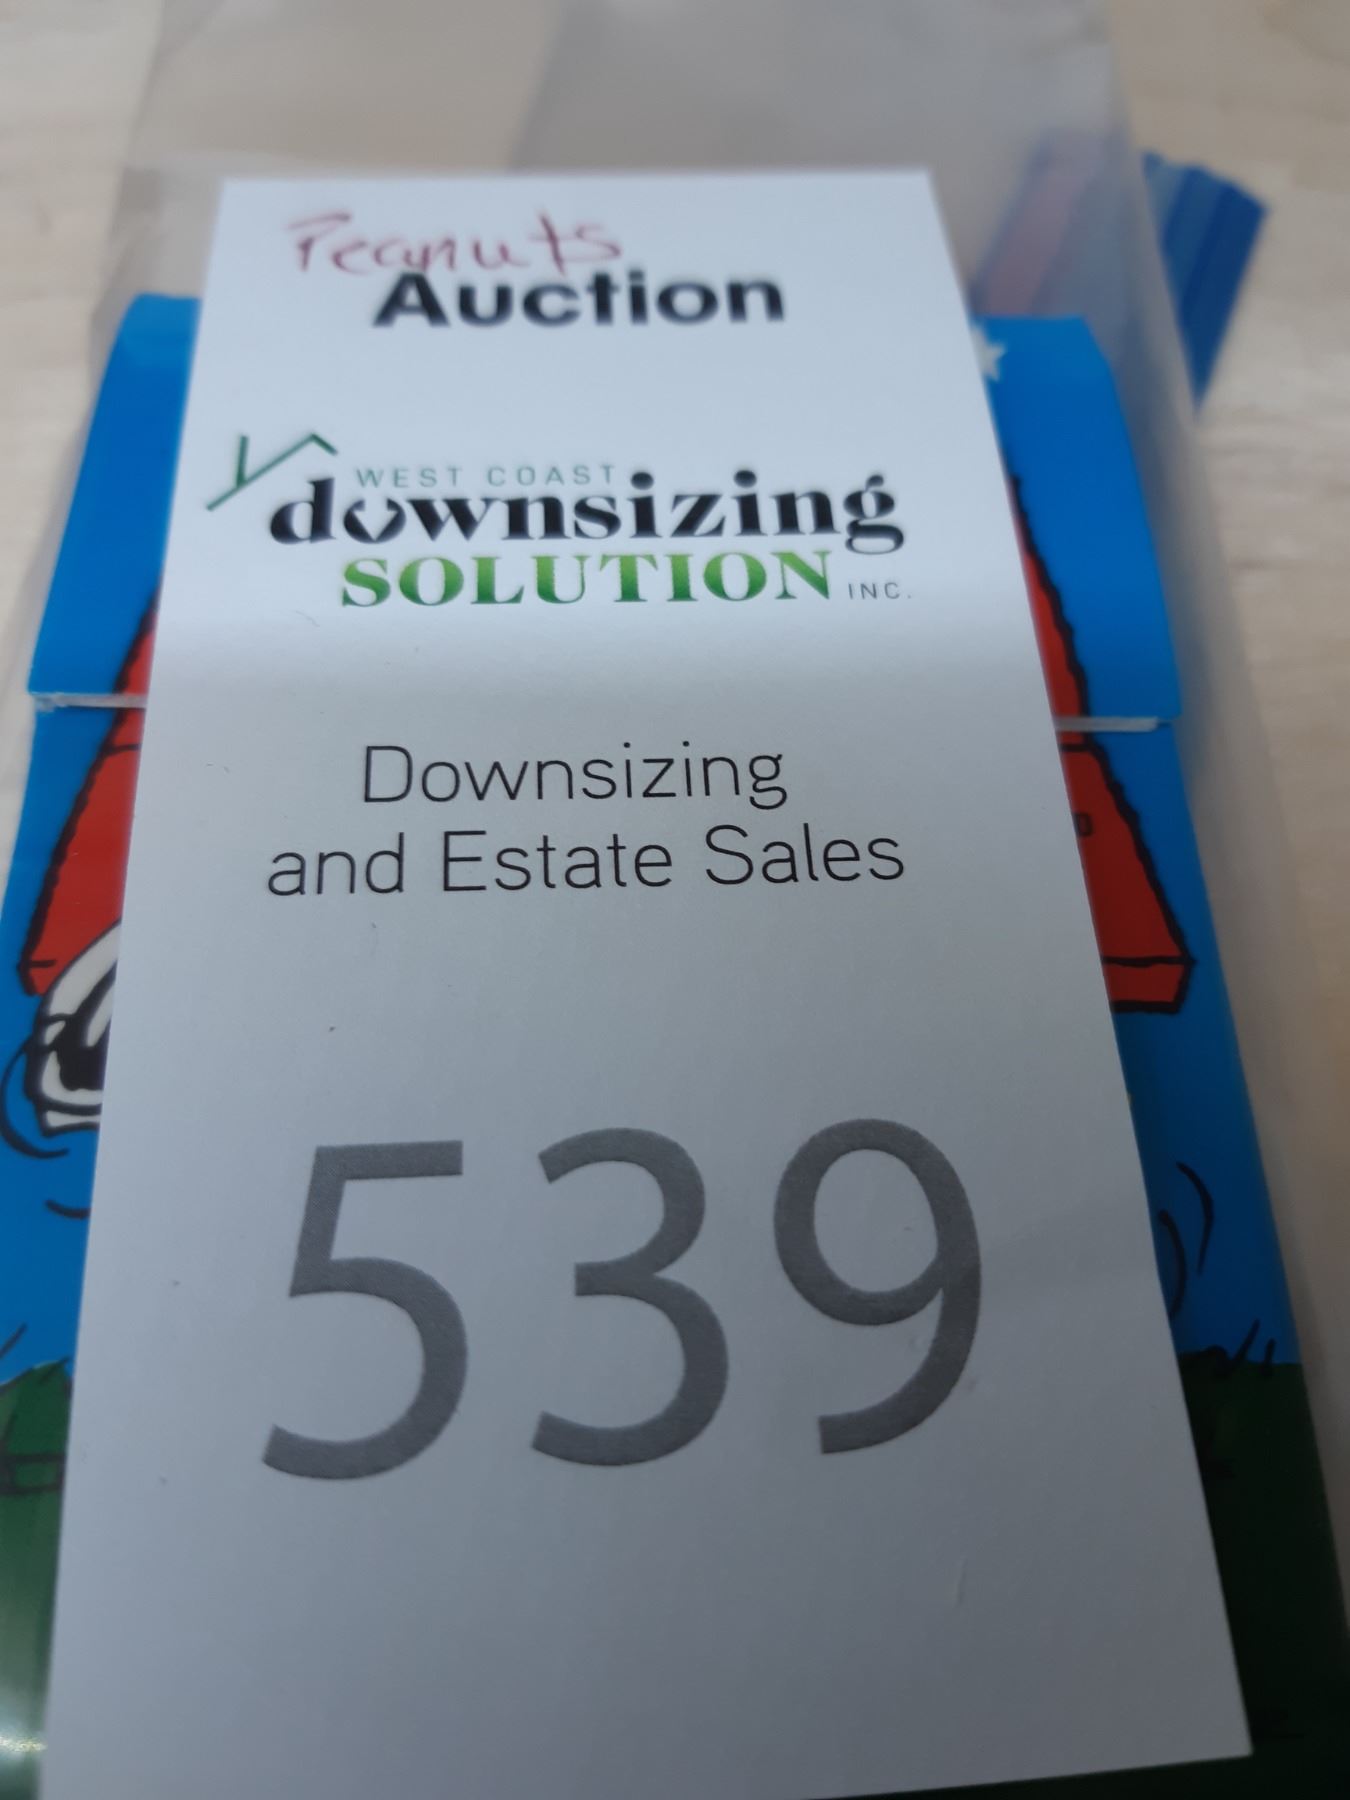 Peanuts
Auction
WEST COAST
downsizing
SOLUTION INC.
Downsizing
and Estate Sales
539